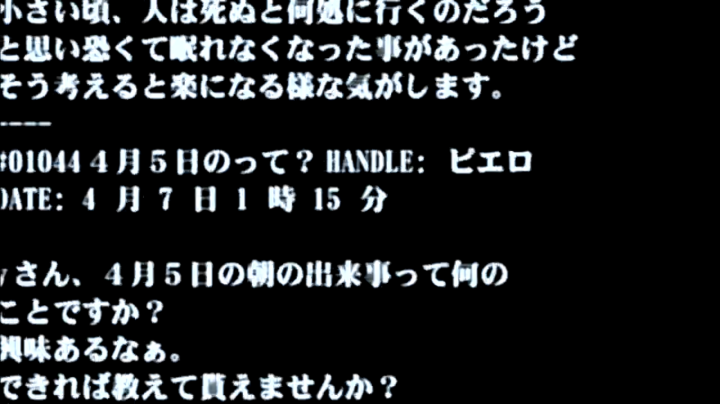 小さい頃、人は死ぬと何処に行くのだろう
と思い恐くて眠れなくなった事があったけど
そう考えると楽になる様な気がします。
----
#01044 4月5日のって? HANDLE: ピエロ
DATE: 4 月 7 日 1 時 15 分
yさん、4月5日の朝の出来事って何の
ことですか?
興味あるなぁ。
できれば教えて貰えませんか?